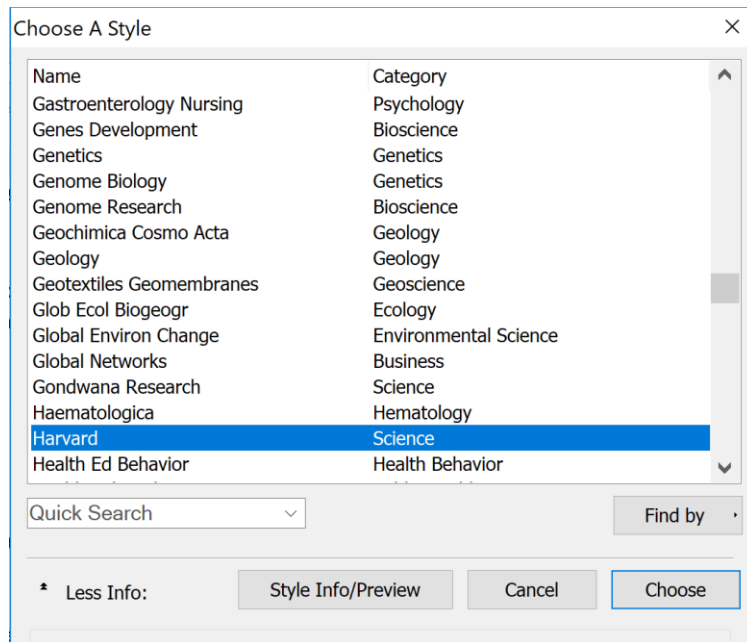 Choose A Style
Name Category
Gastroenterology Nursing Psychology
Genes Development Bioscience
Genetics Genetics
Genome Biology Genetics
Genome Research Bioscience
Geochimica Cosmo Acta Geology
Geology Geology
Geotextiles Geomembranes Geoscience
Glob Ecol Biogeogr Ecology
Global Environ Change Environmental Science
Global Networks Business
Gondwana Research Science
Haematologica Hematology
Harvard Science
Health Ed Behavior Health Behavior
Quick Search Find by
Less Info: Style Info/Preview Cancel Choose